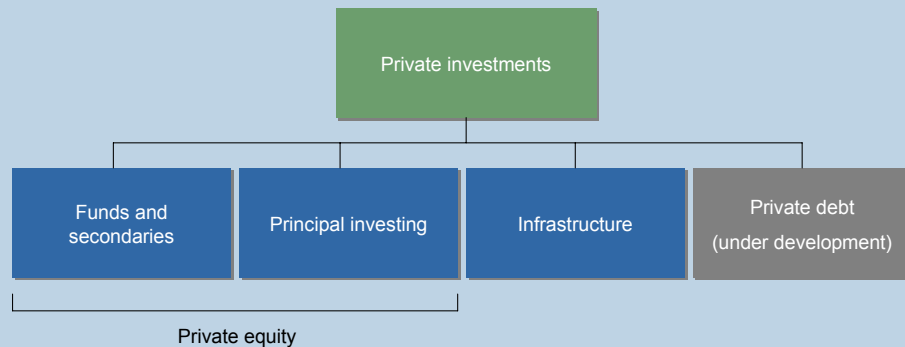 Private investments
Funds and
secondaries
Principal investing
Infrastructure
Private debt
(under development)
Private equity